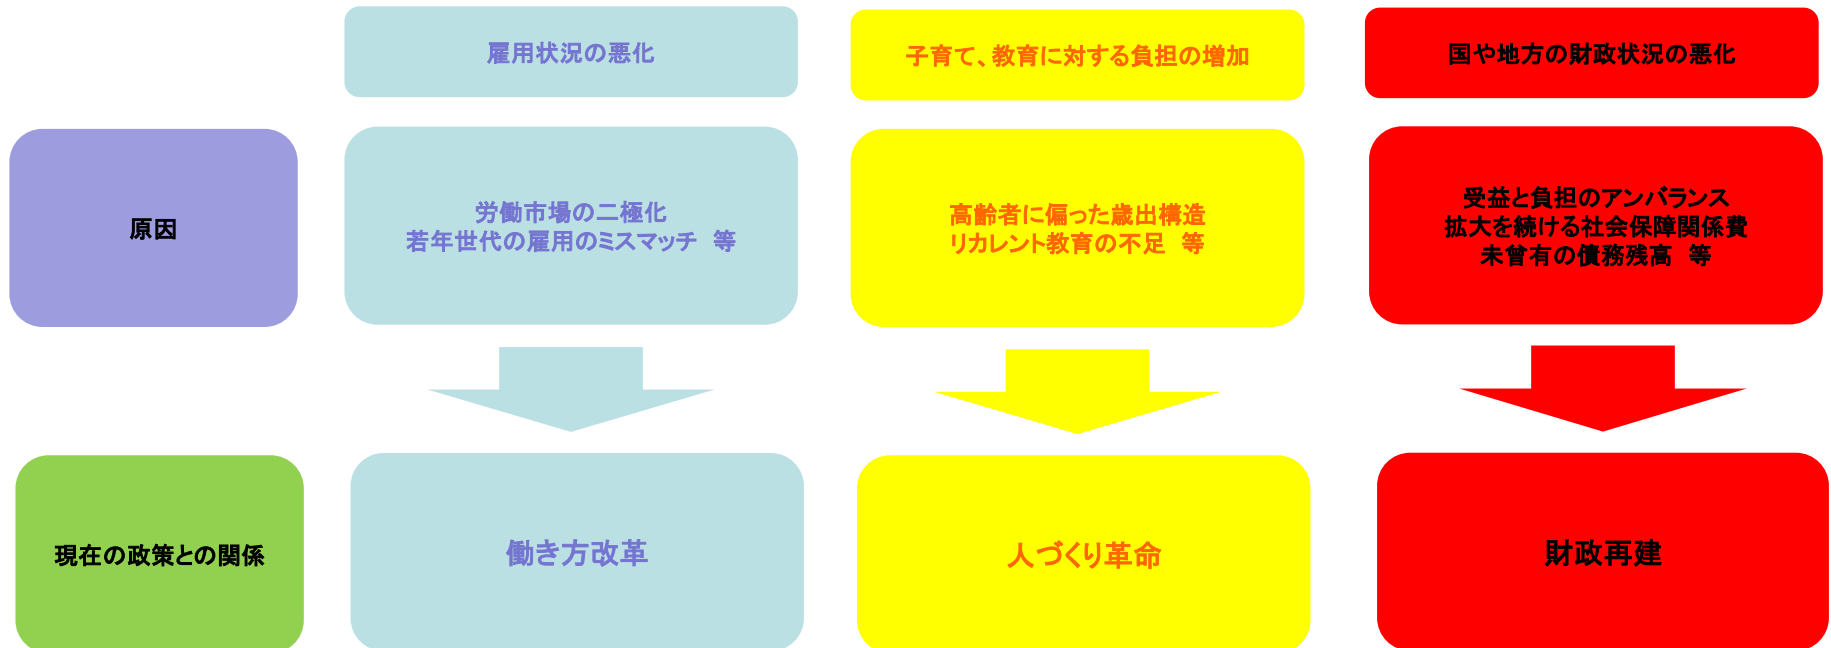 雇用状況の悪化
子育て、教育に対する負担の増加
国や地方の財政状況の悪化
原因
労働市場の二極化
若年世代の雇用のミスマッチ　等
高齢者に偏った歳出構造
リカレント教育の不足　等
受益と負担のアンバランス
拡大を続ける社会保障関係費
未曾有の債務残高　等
現在の政策との関係
働き方改革
人づくり革命
財政再建